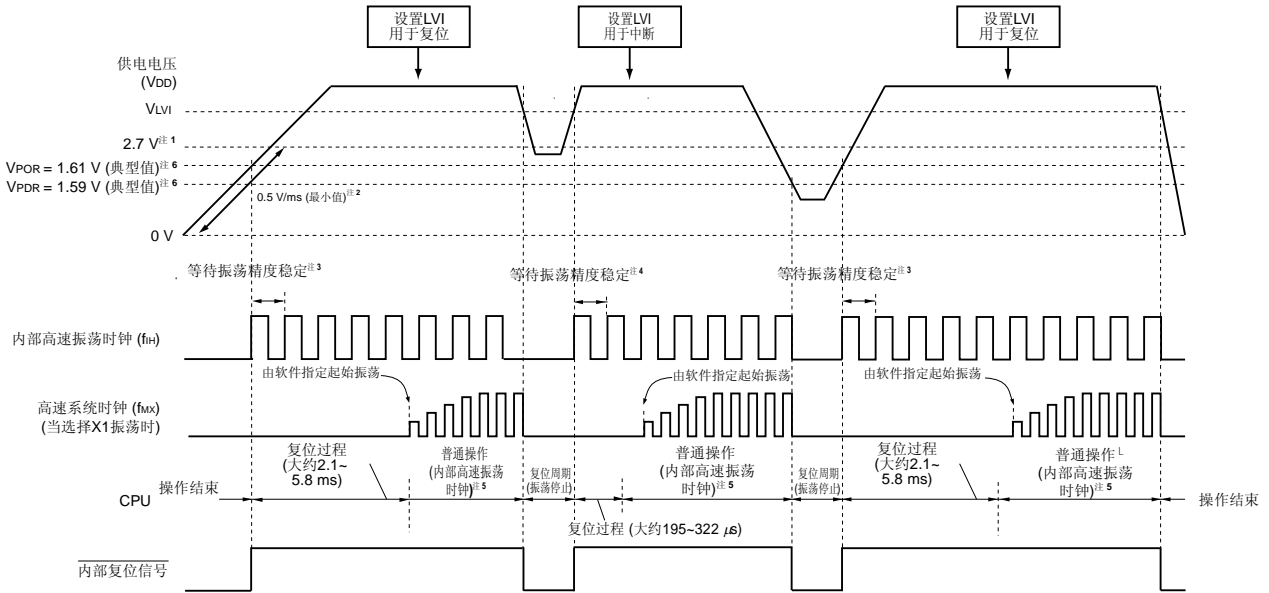 设置LVI
用于复位
设置LVI
用于中断
设置LVI
用于复位
供电电压
(VDD)
VLVI
2.7 V注 1
VPOR = 1.61 V (典型值)注 6
VPDR = 1.59 V (典型值)注 6
0.5 V/ms (最小值)注 2
0 V
等待振荡精度稳定注 3
等待振荡精度稳定注 4
等待振荡精度稳定注 3
内部高速振荡时钟 (fIH)
由软件指定起始振荡
由软件指定起始振荡
由软件指定起始振荡
高速系统时钟 (fMX)
(当选择X1振荡时)
复位过程
(大约2.1~
5.8 ms)
普通操作
(内部高速振荡
时钟)注 5
复位周期
(振荡停止)
普通操作
(内部高速振荡
时钟)注 5
复位周期
(振荡停止)
复位过程
(大约2.1~
5.8 ms)
普通操作
(内部高速振荡
时钟)注 5
CPU
操作结束
操作结束
复位过程 (大约195~322 μs)
内部复位信号